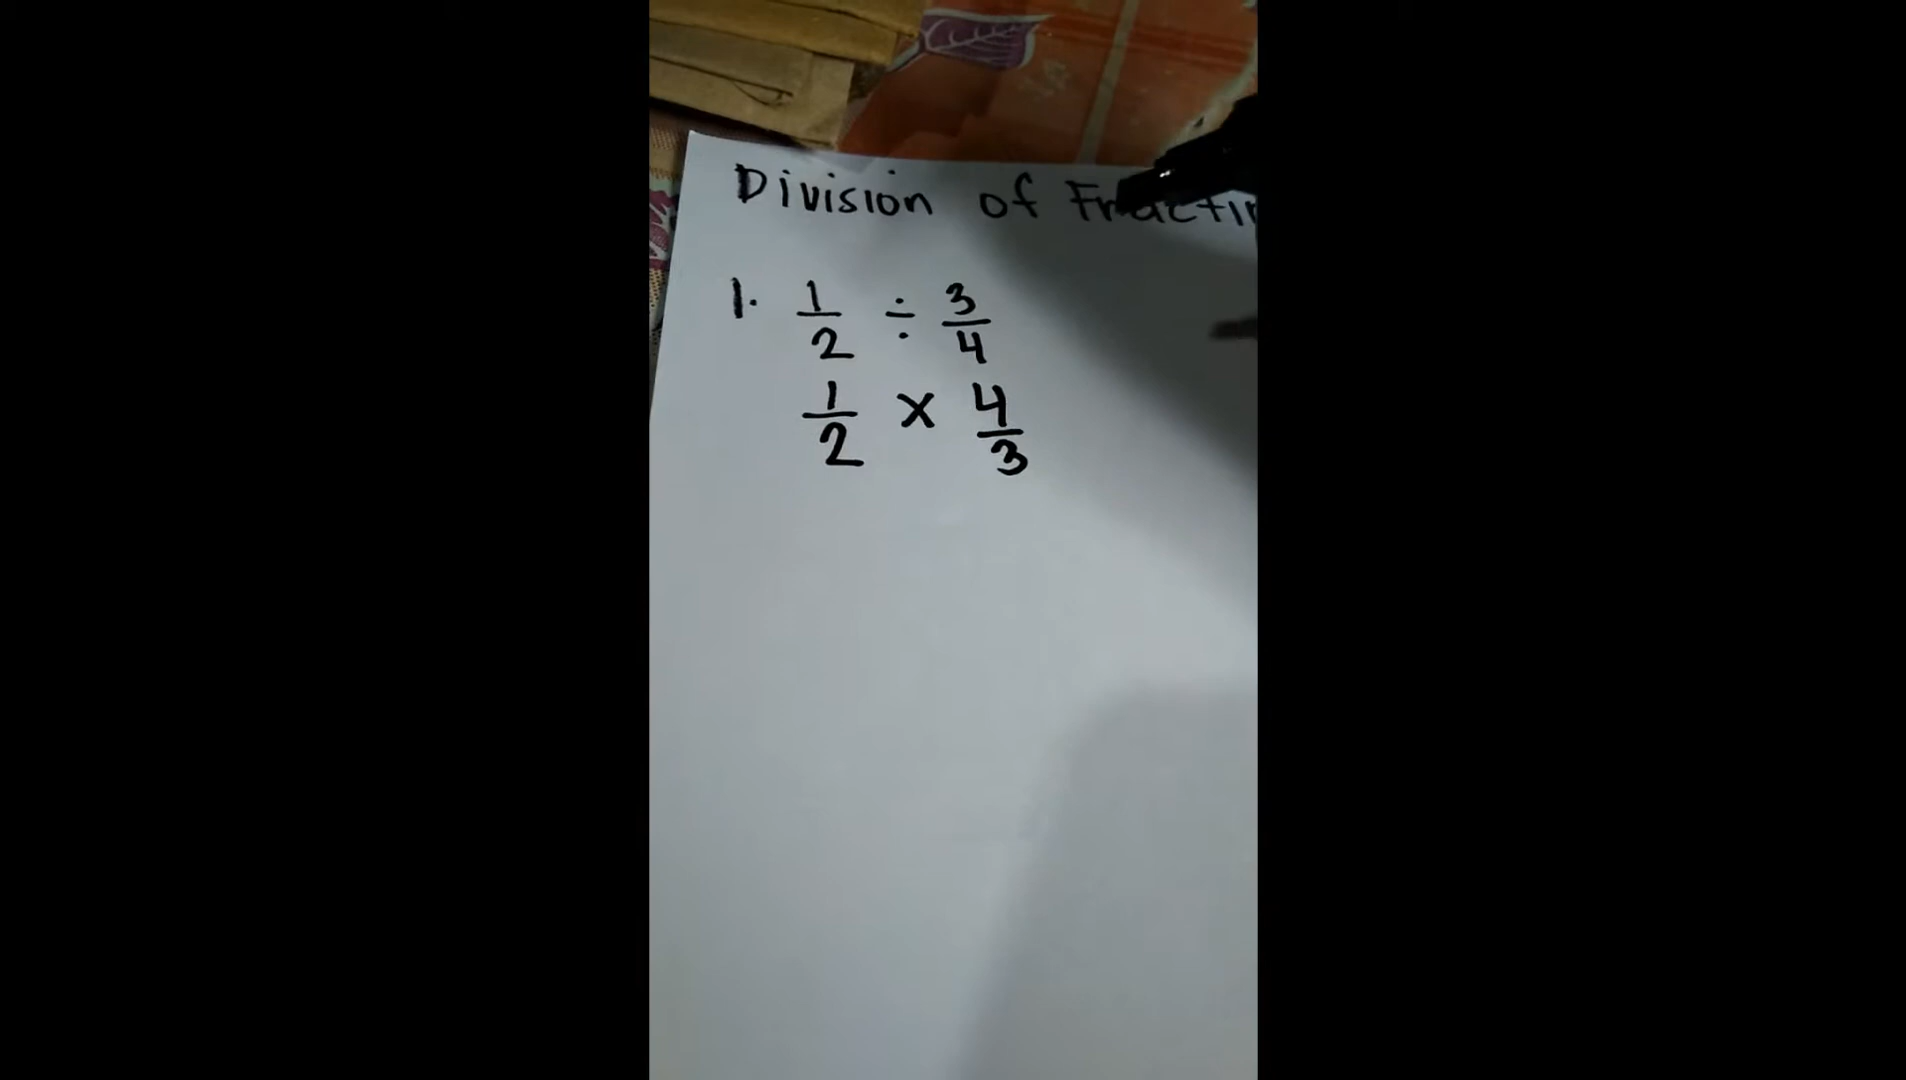 Division of
1. 1/2 ÷ 3/4
1/2 x 4/3